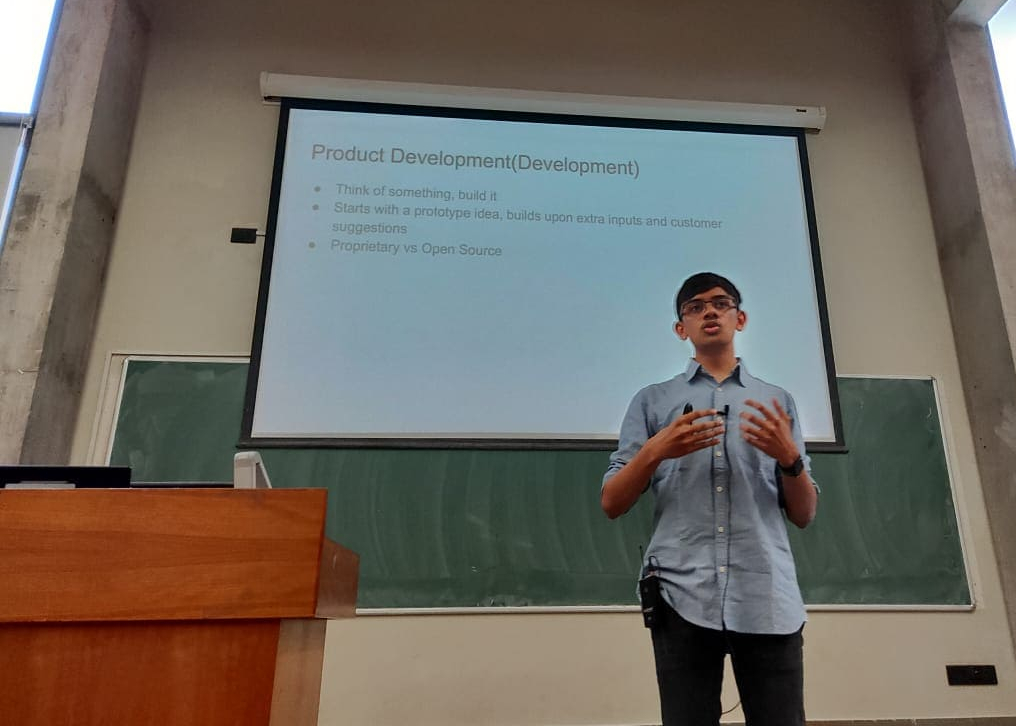 Product Development(Development)
Think of something, build it
Starts with a prototype idea, builds upon extra inputs and customer
suggestions
Proprietary vs Open Source